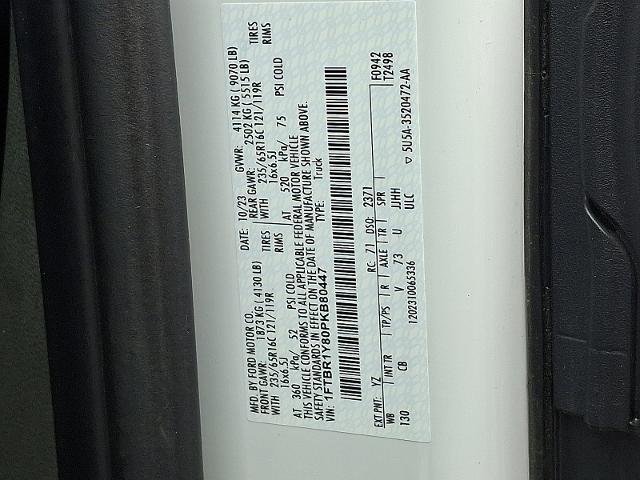 MFD. BY FORD MOTOR CO.
DATE: 10/23 GVWR: 4114 KG ( 9070 LB)
FRONT GAWR: 1873 KG ( 4130 LB) REAR GAWR: 2502 KG ( 5515 LB)
WITH 235/65R16C 121/119R TIRES WITH 235/65R16C 121/119R TIRES
16x6.5J RIMS 16x6.5J RIMS
AT 360 kPa/ 52 PSI COLD AT 520 kPa/ 75 PSI COLD
THIS VEHICLE CONFORMS TO ALL APPLICABLE FEDERAL MOTOR VEHICLE
SAFETY STANDARDS IN EFFECT ON THE DATE OF MANUFACTURE SHOWN ABOVE.
VIN: 1FTBR1Y80PKB80447 TYPE: Truck
EXT PNT: YZ RC: 71 DSO: 2371 F0942
WB INT TR TP/PS R AXLE TR SPR T2498
130 CB V 73 U JJHH
1202310065336 ULC ▽ 5U5A-3520472-AA